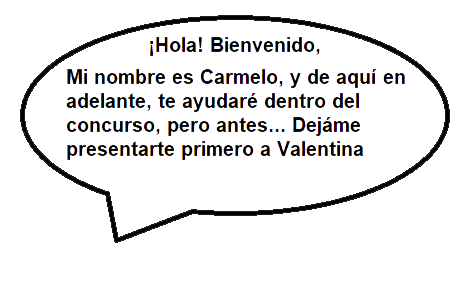 ¡Hola! Bienvenido,
Mi nombre es Carmelo, y de aquí en
adelante, te ayudaré dentro del
concurso, pero antes... Dejáme
presentarte primero a Valentina